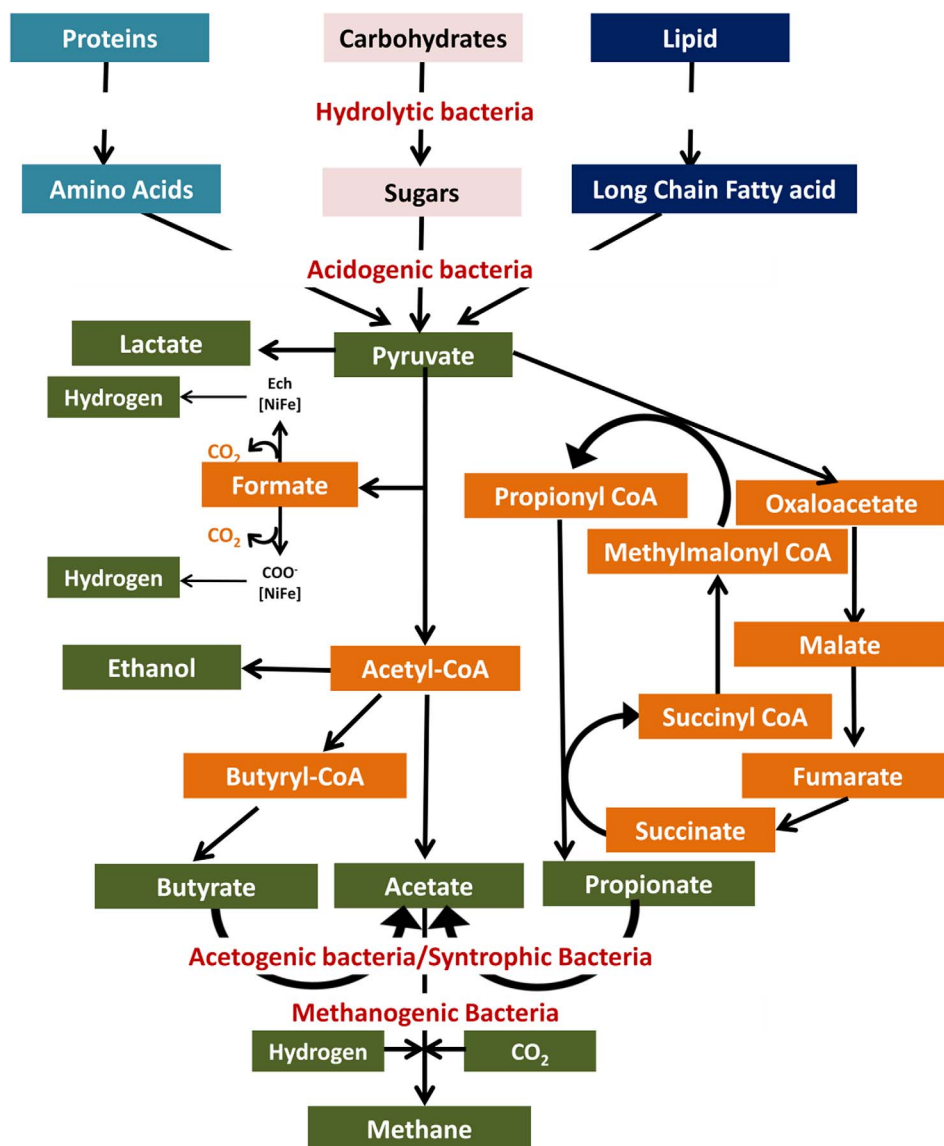 Proteins
Carbohydrates
Lipid
Hydrolytic bacteria
Amino Acids
Sugars
Long Chain Fatty acid
Acidogenic bacteria
Lactate
Pyruvate
Hydrogen
Ech
[NiFe]
CO₂
Formate
Propionyl CoA
Oxaloacetate
CO₂
Methylmalonyl CoA
Hydrogen
COO⁻
[NiFe]
Malate
Ethanol
Acetyl-CoA
Succinyl CoA
Butyryl-CoA
Fumarate
Succinate
Butyrate
Acetate
Propionate
Acetogenic bacteria/Syntrophic Bacteria
Methanogenic Bacteria
Hydrogen
CO₂
Methane